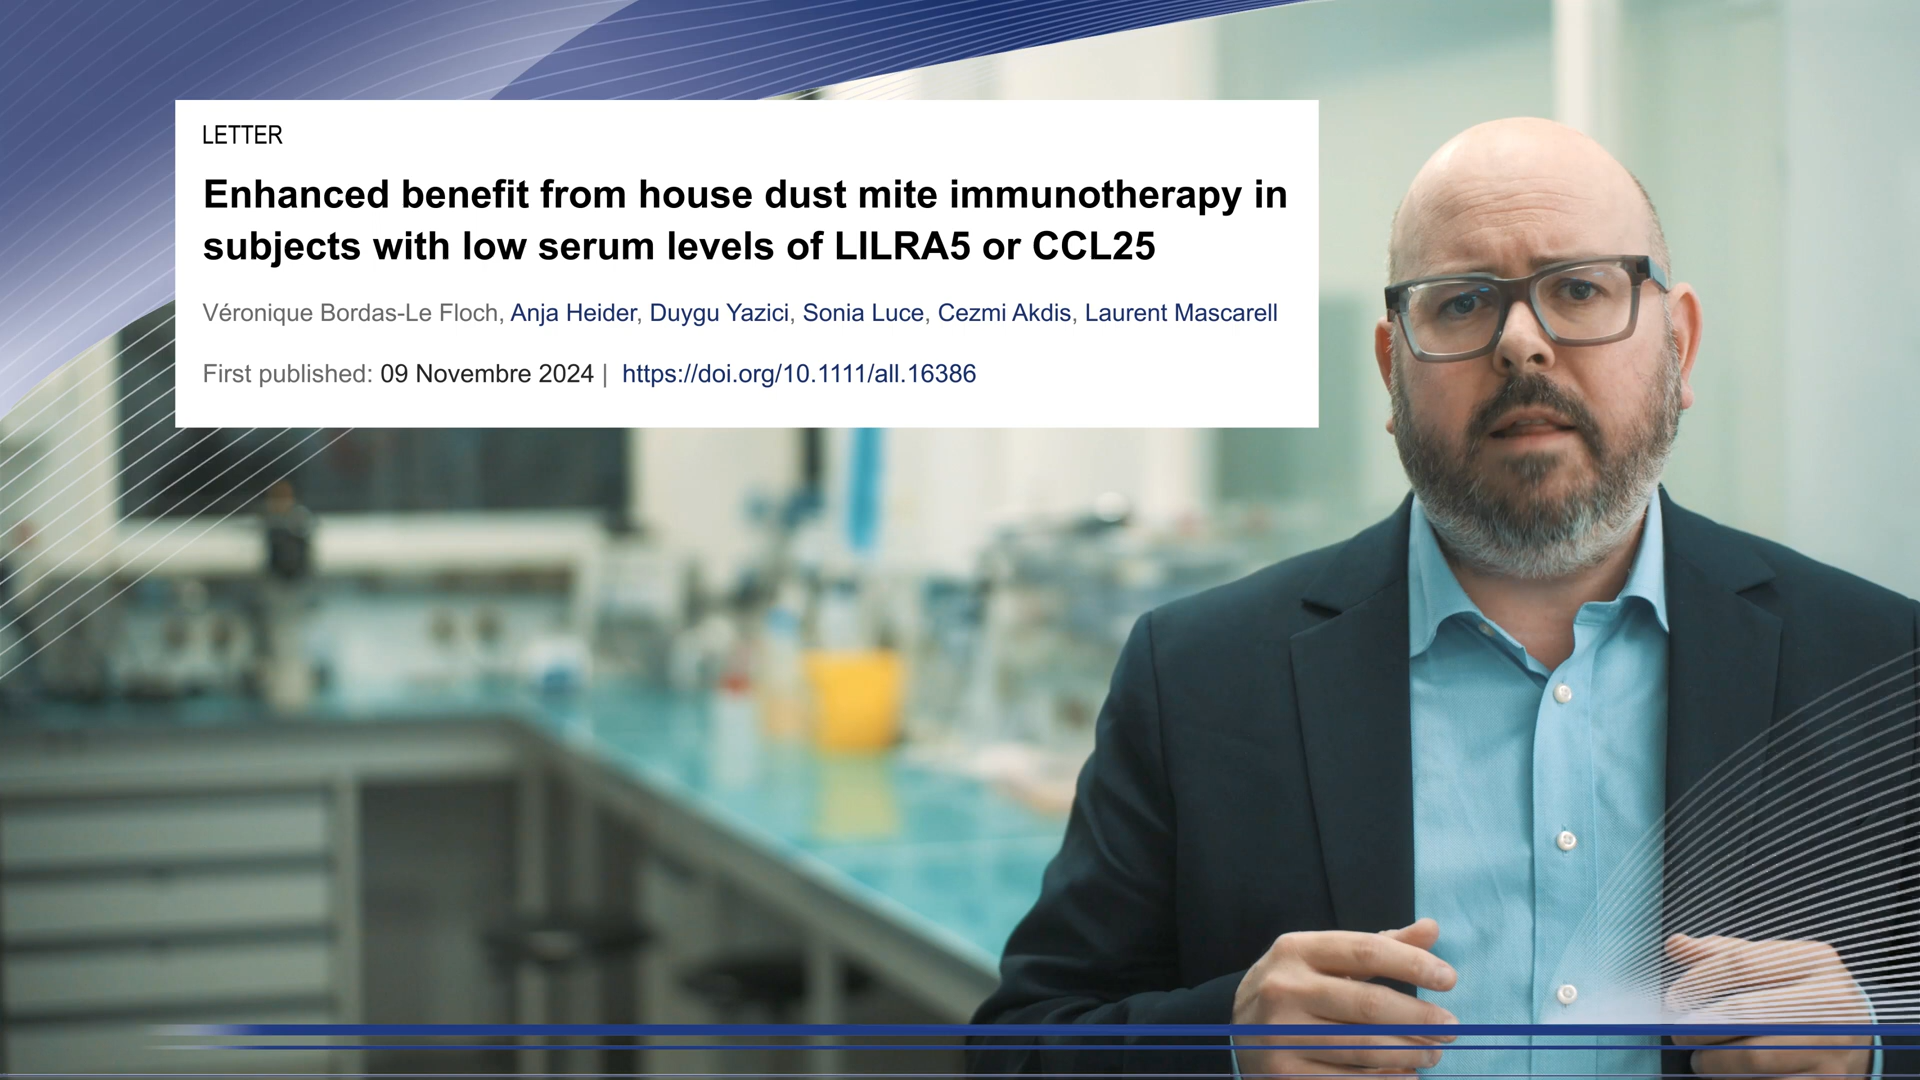 LETTER
Enhanced benefit from house dust mite immunotherapy in
subjects with low serum levels of LILRA5 or CCL25
Véronique Bordas-Le Floch, Anja Heider, Duygu Yazici, Sonia Luce, Cezmi Akdis, Laurent Mascarell
First published: 09 Novembre 2024 | https://doi.org/10.1111/all.16386